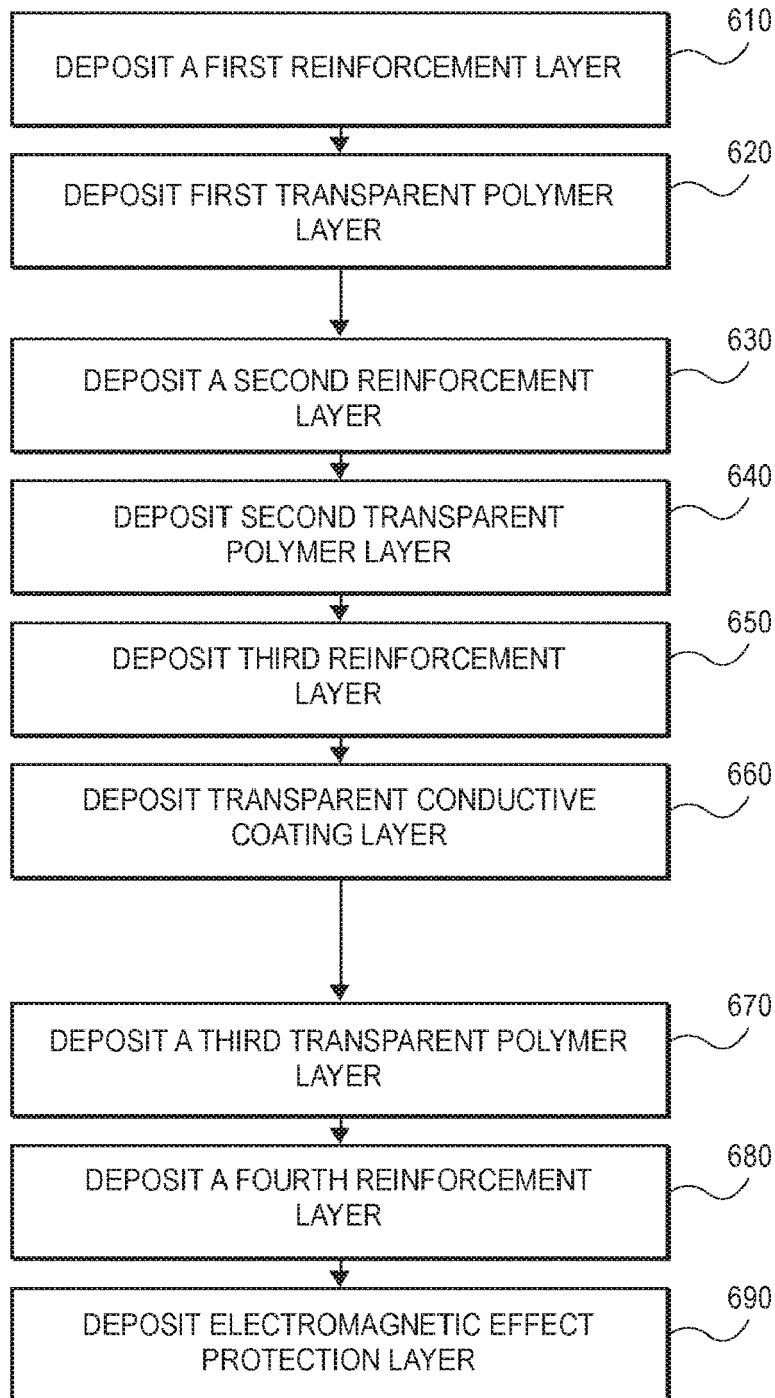 610
DEPOSIT A FIRST REINFORCEMENT LAYER
620
DEPOSIT FIRST TRANSPARENT POLYMER
LAYER
630
DEPOSIT A SECOND REINFORCEMENT
LAYER
640
DEPOSIT SECOND TRANSPARENT
POLYMER LAYER
650
DEPOSIT THIRD REINFORCEMENT
LAYER
660
DEPOSIT TRANSPARENT CONDUCTIVE
COATING LAYER
670
DEPOSIT A THIRD TRANSPARENT POLYMER
LAYER
680
DEPOSIT A FOURTH REINFORCEMENT
LAYER
690
DEPOSIT ELECTROMAGNETIC EFFECT
PROTECTION LAYER